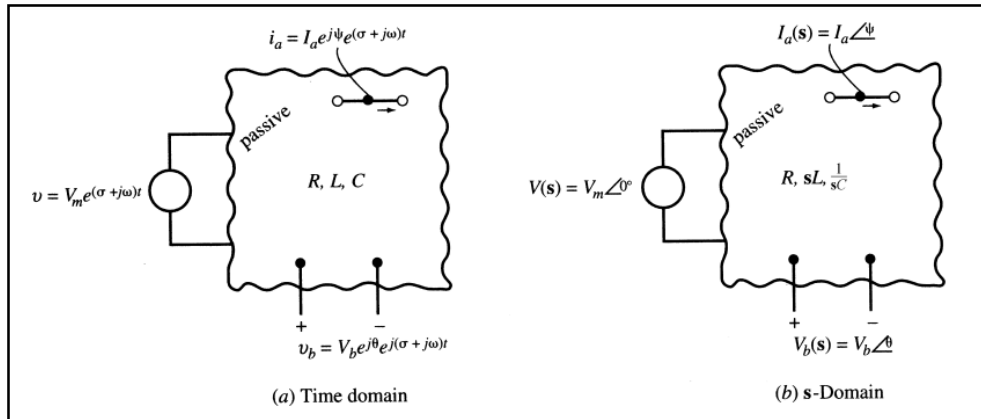 i_a = I_a e^{jψ} e^{(σ + jω)t}
passive
R, L, C
υ = V_m e^{(σ + jω)t}
+ −
υ_b = V_b e^{jθ} e^{j(σ + jω)t}
(a) Time domain
I_a(s) = I_a ∠ψ
passive
R, sL, 1/sC
V(s) = V_m ∠0°
+ −
V_b(s) = V_b ∠θ
(b) s-Domain